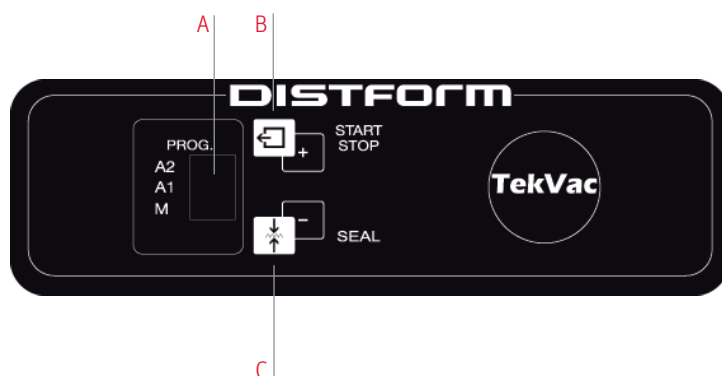 A B
DISTFORM
PROG.
A2
A1
M
+
START
STOP
-
SEAL
TekVac
C